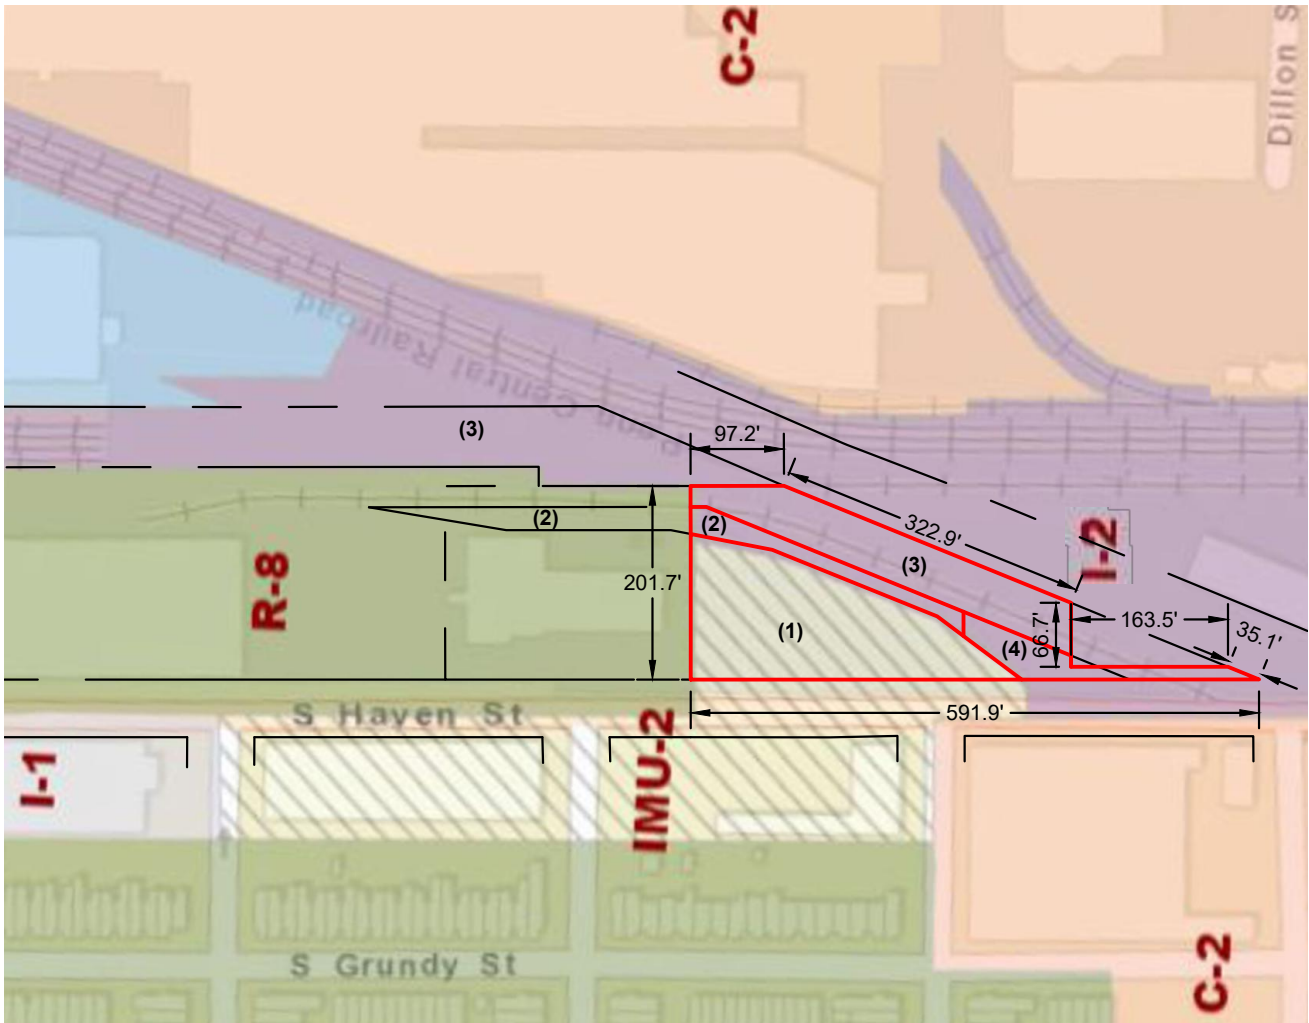 C-2
Dillon S
Penn Central Railroad
(3)
97.2'
322.9'
I-2
(2)
(2)
(3)
R-8
201.7'
(1)
(4)
66.7'
163.5'
35.1'
591.9'
S Haven St
I-1
IMU-2
S Grundy St
C-2